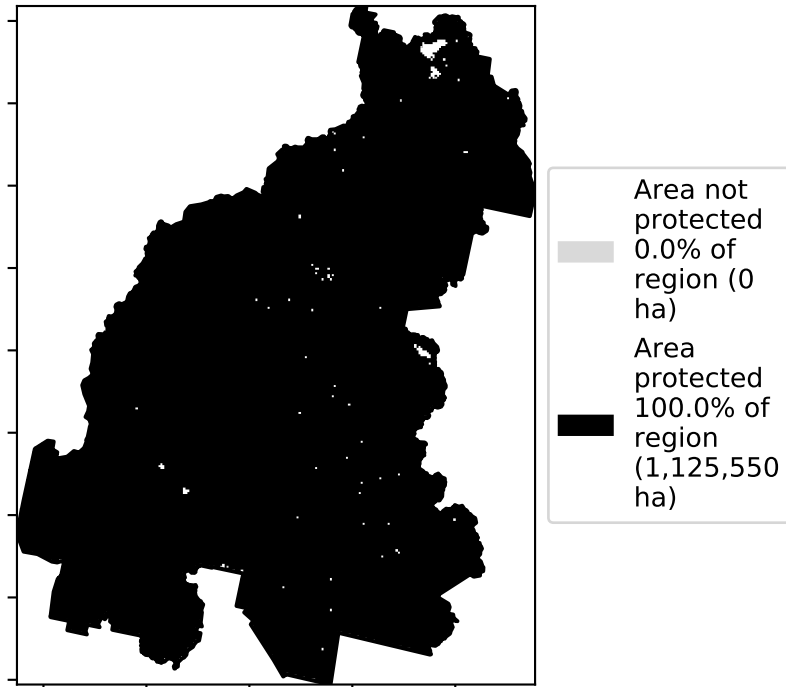 Area not
protected
0.0% of
region (0
ha)
Area
protected
100.0% of
region
(1,125,550
ha)